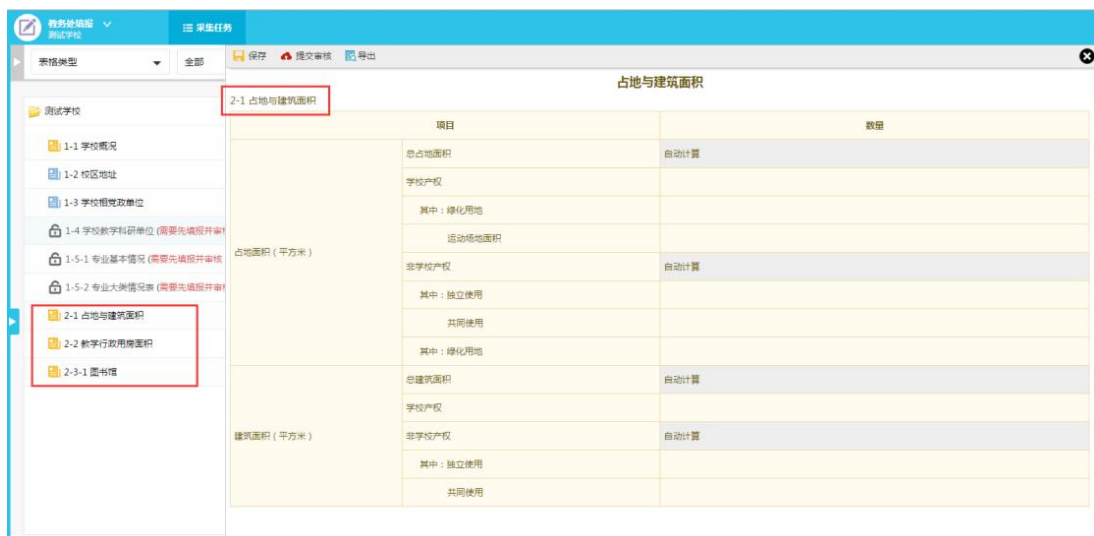 教务处填报
测试学校
采集任务
表格类型
全部
保存 提交审核 导出
占地与建筑面积
2-1 占地与建筑面积
测试学校
1-1 学校概况
1-2 校区地址
1-3 学校相党政单位
1-4 学校教学科研单位 (需要先填报并审核
1-5-1 专业基本情况 (需要先填报并审核
1-5-2 专业大类情况表 (需要先填报并审核
2-1 占地与建筑面积
2-2 教学行政用房面积
2-3-1 图书馆
项目 数量
占地面积(平方米)
总占地面积 自动计算
学校产权
其中:绿化用地
运动场地面积
非学校产权 自动计算
其中:独立使用
共同使用
其中:绿化用地
建筑面积(平方米)
总建筑面积 自动计算
学校产权
非学校产权 自动计算
其中:独立使用
共同使用